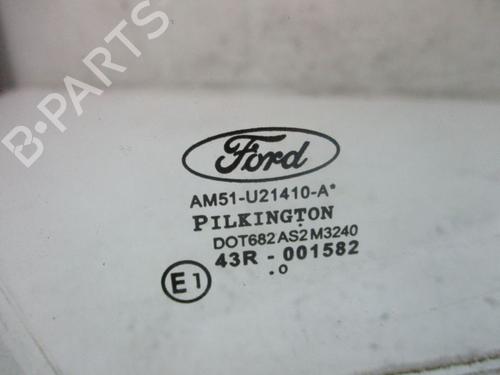 B-PARTS
Ford
AM51-U21410-A*
PILKINGTON
DOT682 AS2 M3240
43R - 001582
.o
E1